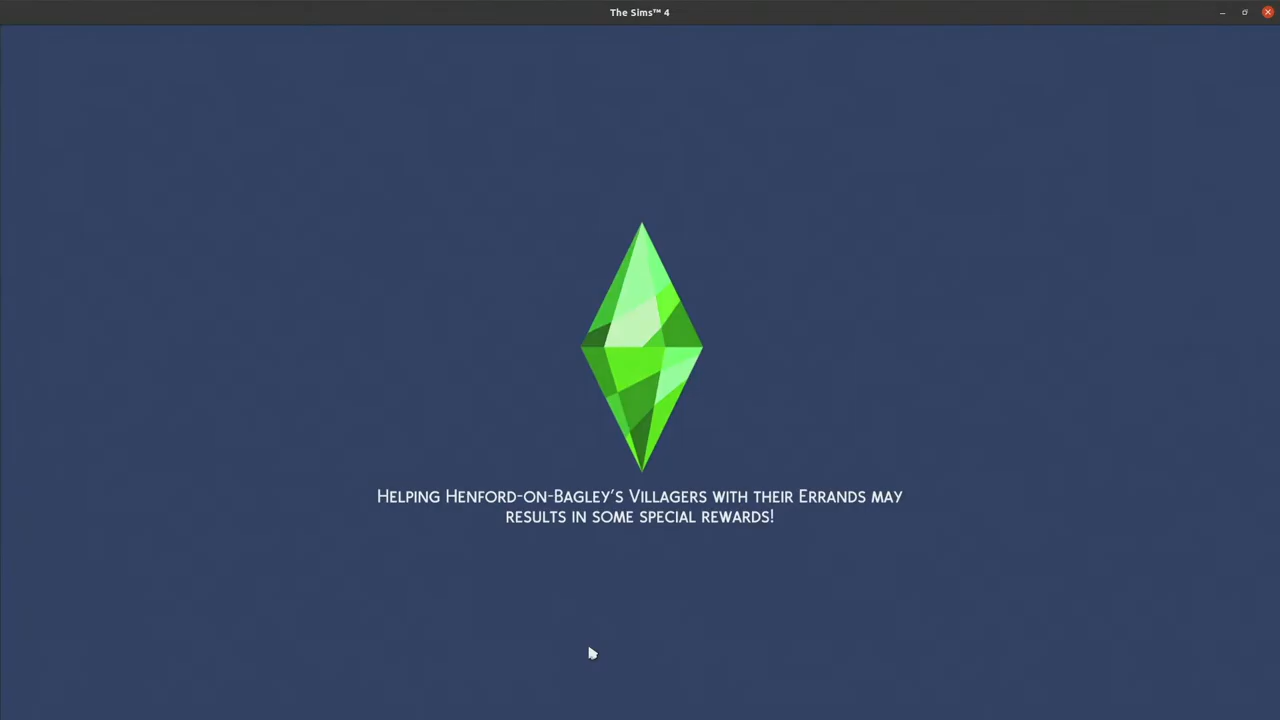 The Sims™ 4
Helping Henford-on-Bagley's Villagers with their Errands may
results in some special rewards!